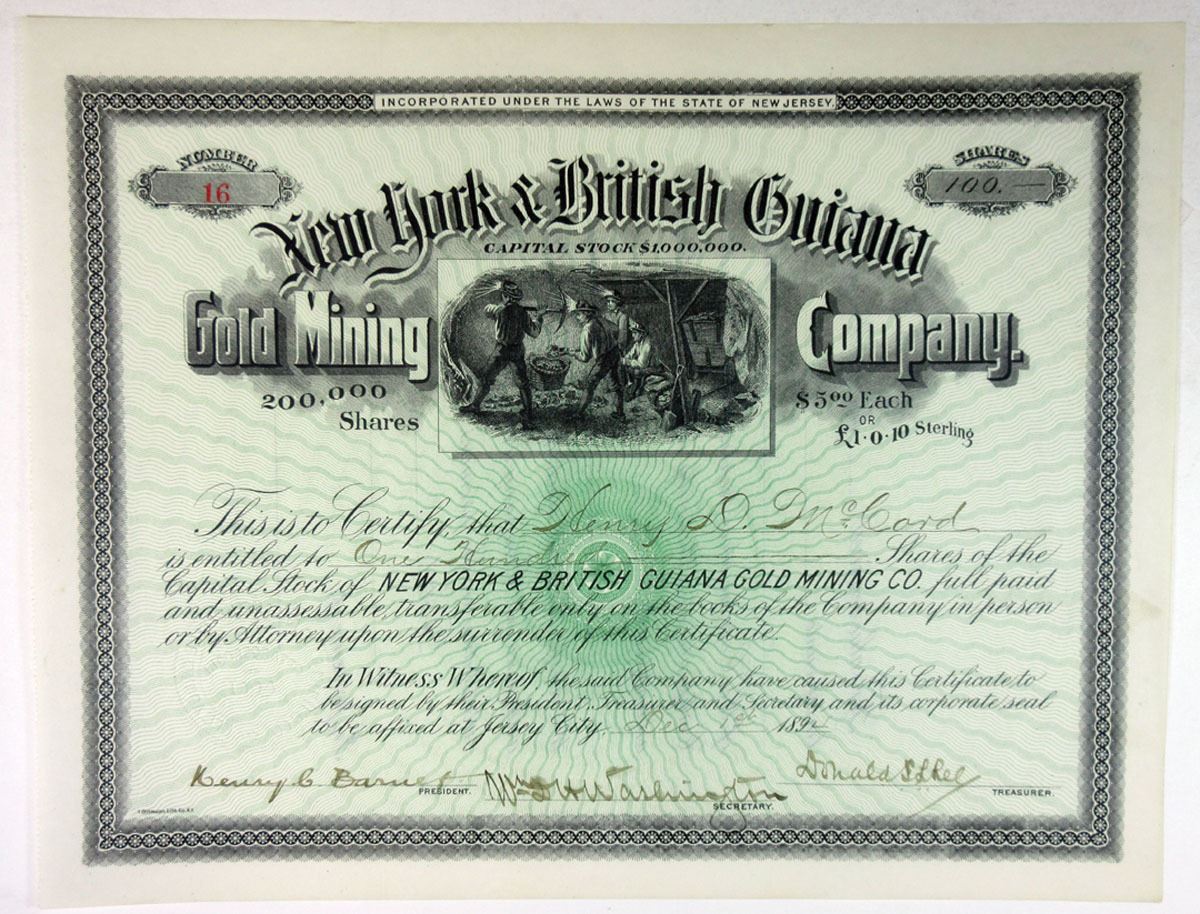 INCORPORATED UNDER THE LAWS OF THE STATE OF NEW JERSEY.
NUMBER
16
SHARES
100.—
New York & British Guiana
CAPITAL STOCK $1,000,000.
Gold Mining Company.
200,000
Shares
$5.00 Each
OR
£1·0·10 Sterling
This is to Certify, that Henry D. McCord
is entitled to One Hundred Shares of the
Capital Stock of NEW YORK & BRITISH GUIANA GOLD MINING CO. full paid
and unassessable, transferable only on the books of the Company in person
or by Attorney upon the surrender of this Certificate.
In Witness Whereof, the said Company have caused this Certificate to
be signed by their President, Treasurer and Secretary and its corporate seal
to be affixed at Jersey City, Dec 1st 189
Henry C. Barnet PRESIDENT.
Wm D H Washington SECRETARY.
Donald TREASURER.